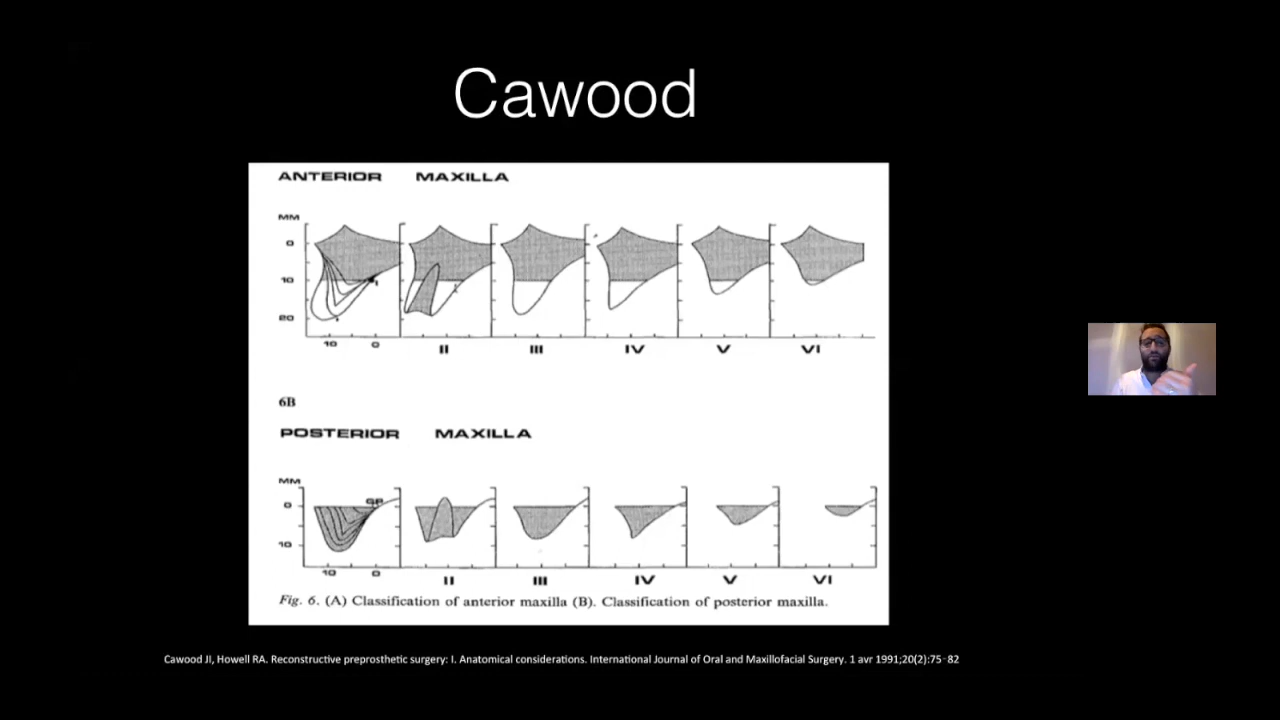 Cawood
ANTERIOR MAXILLA
MM
0
10
20
10 0 II III IV V VI
6B
POSTERIOR MAXILLA
MM
GP
0
10
10 0 II III IV V VI
Fig. 6. (A) Classification of anterior maxilla (B). Classification of posterior maxilla.
Cawood JI, Howell RA. Reconstructive preprosthetic surgery: I. Anatomical considerations. International Journal of Oral and Maxillofacial Surgery. 1 avr 1991;20(2):75‑82